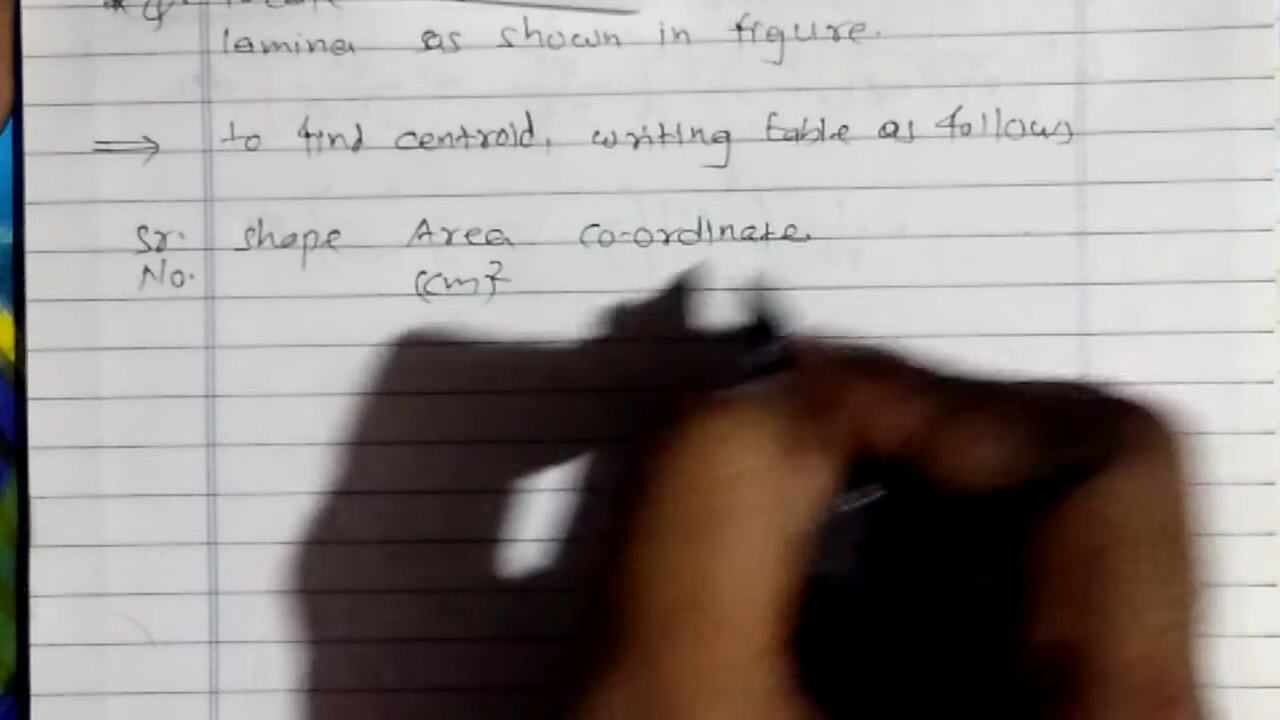 lamina as shown in figure.
⇒ to find centroid, writing table as follows
Sr. shape Area co-ordinate
No. (cm²